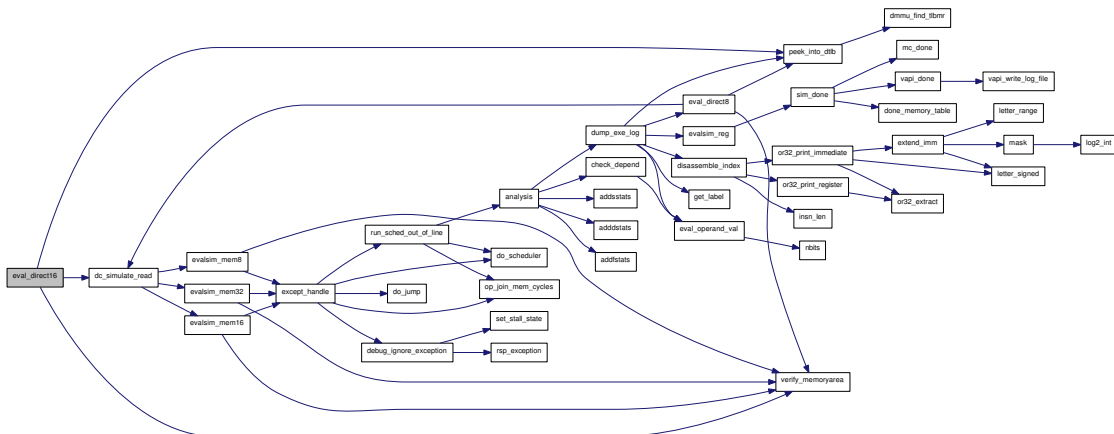 eval_direct16
dc_simulate_read
evalsim_mem8
evalsim_mem32
evalsim_mem16
except_handle
run_sched_out_of_line
do_jump
debug_ignore_exception
analysis
do_scheduler
op_join_mem_cycles
set_stall_state
rsp_exception
dump_exe_log
check_depend
addsstats
adddstats
addfstats
eval_direct8
evalsim_reg
disassemble_index
get_label
eval_operand_val
peek_into_dtlb
sim_done
or32_print_immediate
or32_print_register
insn_len
nbits
verify_memoryarea
dmmu_find_tlbmr
mc_done
vapi_done
done_memory_table
extend_imm
or32_extract
vapi_write_log_file
letter_range
mask
letter_signed
log2_int